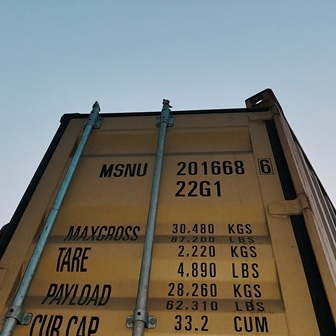 MSNU 201668 6
22G1
MAXGROSS 30.480 KGS
67.200 LBS
TARE 2.220 KGS
4.890 LBS
PAYLOAD 28.260 KGS
62.310 LBS
CUB.CAP. 33.2 CUM